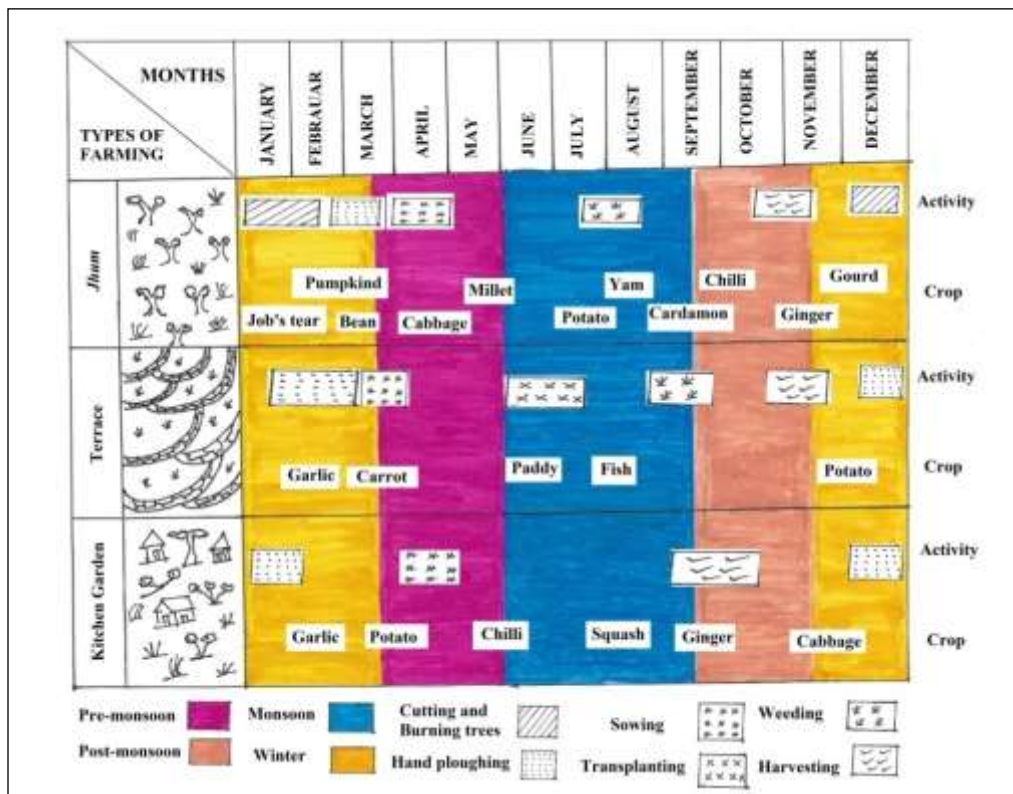 MONTHS
TYPES OF
FARMING
JANUARY
FEBRAUAR
MARCH
APRIL
MAY
JUNE
JULY
AUGUST
SEPTEMBER
OCTOBER
NOVEMBER
DECEMBER
Jhum
Activity
Pumpkind
Millet
Yam
Chilli
Gourd
Job's tear
Bean
Cabbage
Potato
Cardamon
Ginger
Crop
Terrace
Activity
Garlic
Carrot
Paddy
Fish
Potato
Crop
Kitchen Garden
Activity
Garlic
Potato
Chilli
Squash
Ginger
Cabbage
Crop
Pre-monsoon
Monsoon
Cutting and
Burning trees
Sowing
Weeding
Post-monsoon
Winter
Hand ploughing
Transplanting
Harvesting